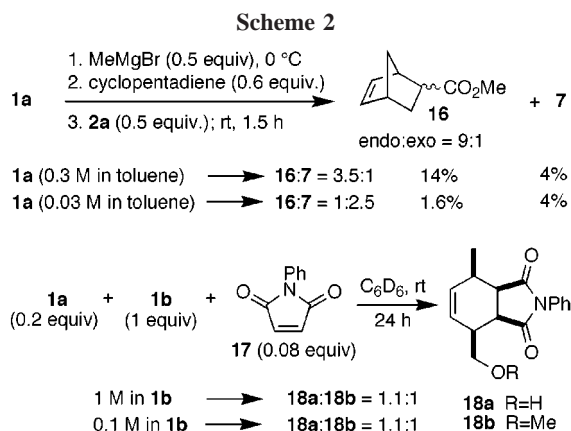 Scheme 2
1. MeMgBr (0.5 equiv), 0 °C
2. cyclopentadiene (0.6 equiv.)
1a
3. 2a (0.5 equiv.); rt, 1.5 h
CO2Me
16
+ 7
endo:exo = 9:1
1a (0.3 M in toluene) 16:7 = 3.5:1 14% 4%
1a (0.03 M in toluene) 16:7 = 1:2.5 1.6% 4%
1a + 1b +
(0.2 equiv) (1 equiv)
Ph
N
O O
17 (0.08 equiv)
C6D6, rt
24 h
O
N Ph
O
OR
18a R=H
18b R=Me
1 M in 1b 18a:18b = 1.1:1
0.1 M in 1b 18a:18b = 1.1:1